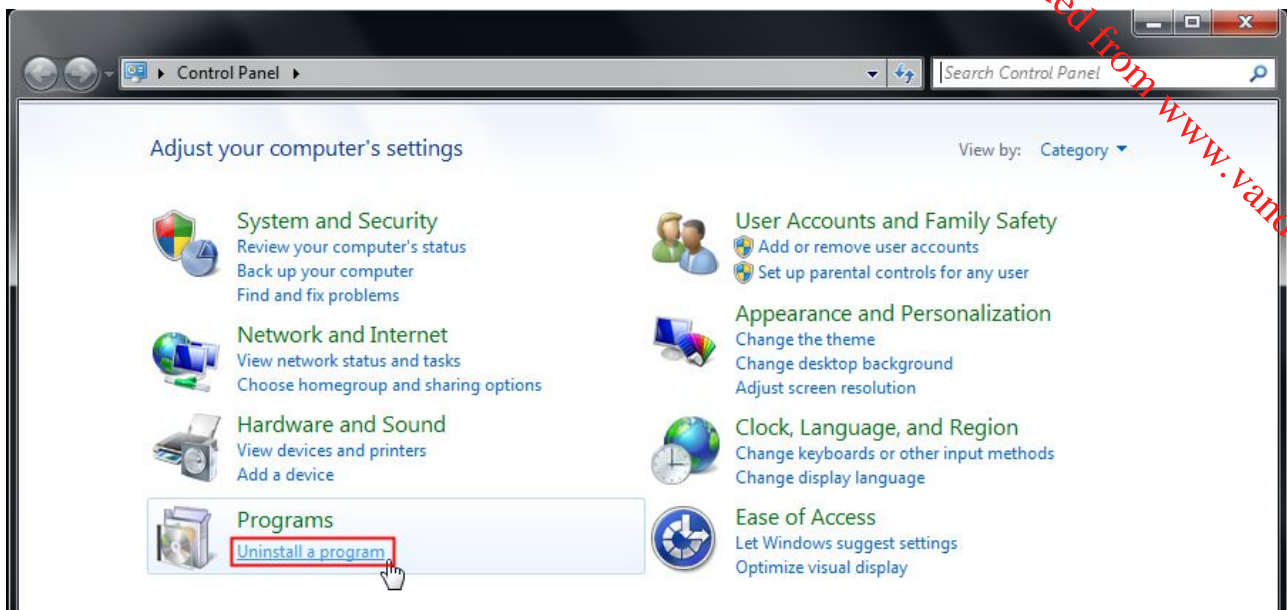 Control Panel
Search Control Panel
ed from www.vand
Adjust your computer's settings
View by: Category
System and Security
Review your computer's status
Back up your computer
Find and fix problems
Network and Internet
View network status and tasks
Choose homegroup and sharing options
Hardware and Sound
View devices and printers
Add a device
Programs
Uninstall a program
User Accounts and Family Safety
Add or remove user accounts
Set up parental controls for any user
Appearance and Personalization
Change the theme
Change desktop background
Adjust screen resolution
Clock, Language, and Region
Change keyboards or other input methods
Change display language
Ease of Access
Let Windows suggest settings
Optimize visual display